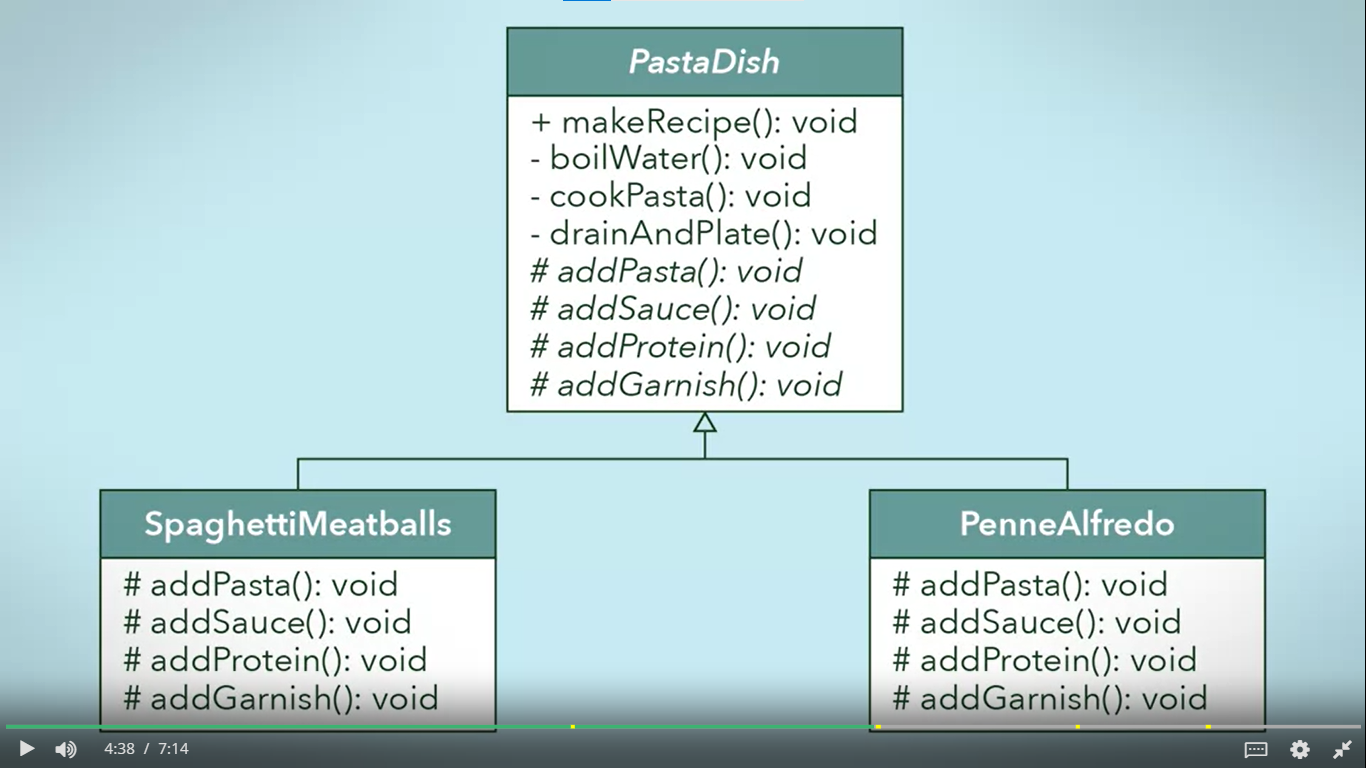 PastaDish
+ makeRecipe(): void
- boilWater(): void
- cookPasta(): void
- drainAndPlate(): void
# addPasta(): void
# addSauce(): void
# addProtein(): void
# addGarnish(): void
SpaghettiMeatballs
# addPasta(): void
# addSauce(): void
# addProtein(): void
# addGarnish(): void
PenneAlfredo
# addPasta(): void
# addSauce(): void
# addProtein(): void
# addGarnish(): void
4:38 / 7:14